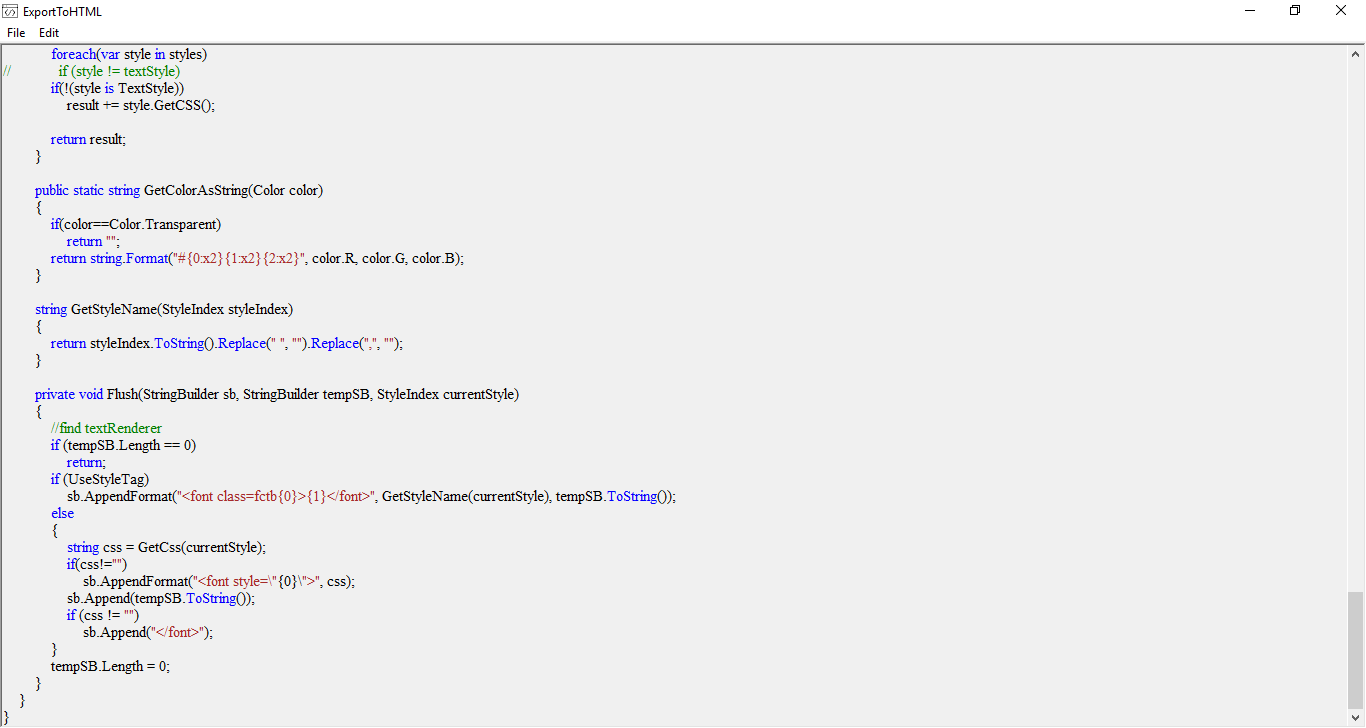 ExportToHTML
File Edit
foreach(var style in styles)
// if (style != textStyle)
if(!(style is TextStyle))
result += style.GetCSS();
return result;
}
public static string GetColorAsString(Color color)
{
if(color==Color.Transparent)
return "";
return string.Format("#{0:x2}{1:x2}{2:x2}", color.R, color.G, color.B);
}
string GetStyleName(StyleIndex styleIndex)
{
return styleIndex.ToString().Replace(" ", "").Replace(",", "");
}
private void Flush(StringBuilder sb, StringBuilder tempSB, StyleIndex currentStyle)
{
//find textRenderer
if (tempSB.Length == 0)
return;
if (UseStyleTag)
sb.AppendFormat("<font class=fctb{0}>{1}</font>", GetStyleName(currentStyle), tempSB.ToString());
else
{
string css = GetCss(currentStyle);
if(css!="")
sb.AppendFormat("<font style=\"{0}\">", css);
sb.Append(tempSB.ToString());
if (css != "")
sb.Append("</font>");
}
tempSB.Length = 0;
}
}
}